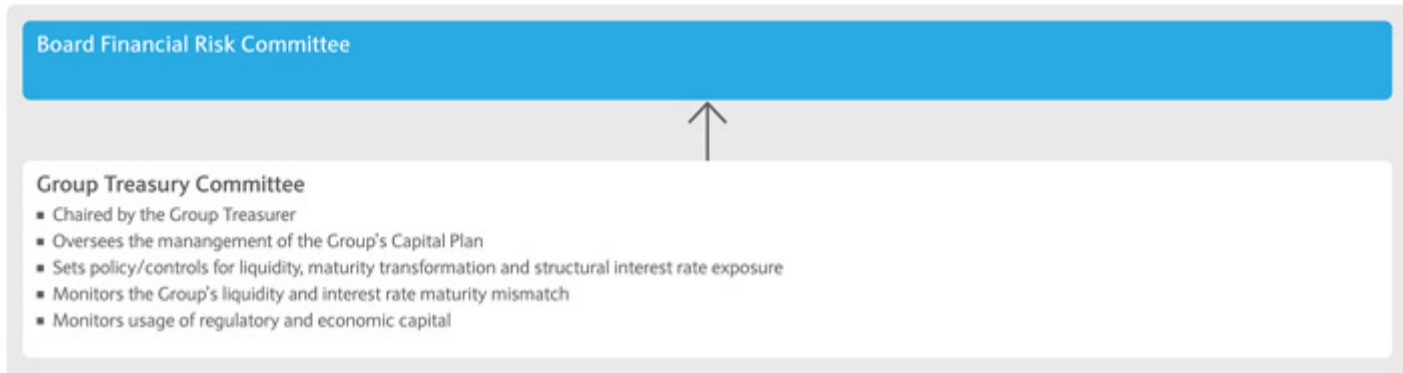 Board Financial Risk Committee
Group Treasury Committee
▪ Chaired by the Group Treasurer
▪ Oversees the manangement of the Group's Capital Plan
▪ Sets policy/controls for liquidity, maturity transformation and structural interest rate exposure
▪ Monitors the Group's liquidity and interest rate maturity mismatch
▪ Monitors usage of regulatory and economic capital